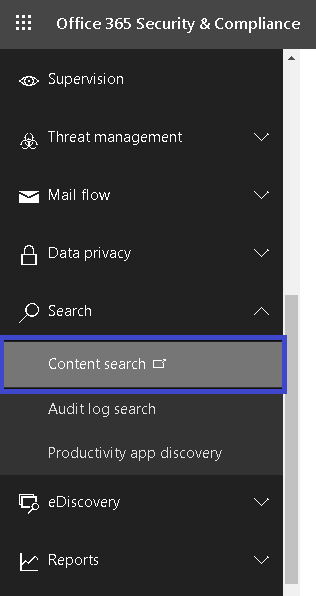 Office 365 Security & Compliance
Supervision
Threat management
Mail flow
Data privacy
Search
Content search
Audit log search
Productivity app discovery
eDiscovery
Reports